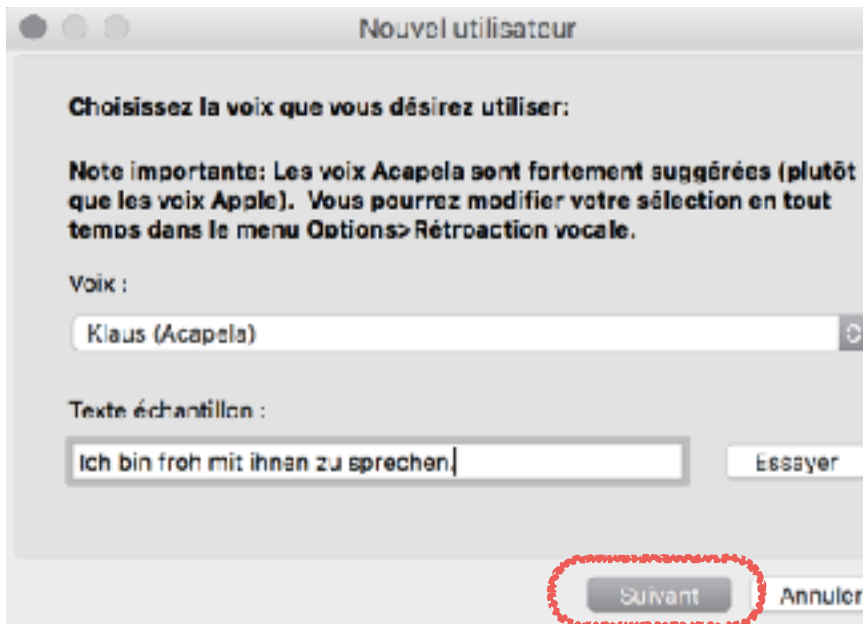 Nouvel utilisateur
Choisissez la voix que vous désirez utiliser:
Note importante: Les voix Acapela sont fortement suggérées (plutôt
que les voix Apple). Vous pourrez modifier votre sélection en tout
temps dans le menu Options>Rétroaction vocale.
Voix :
Klaus (Acapela)
Texte échantillon :
Ich bin froh mit ihnen zu sprechen.
Essayer
Suivant
Annuler